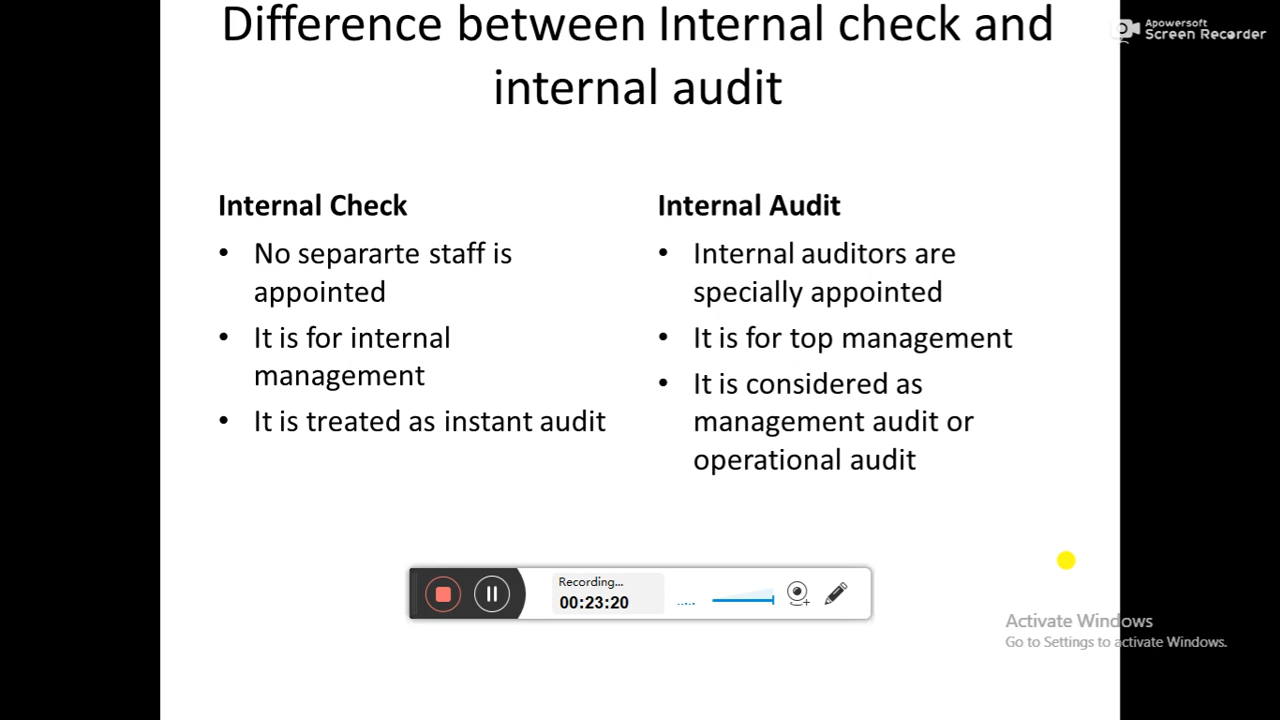 Difference between Internal check and
internal audit
Apowersoft
Screen Recorder
Internal Check
• No separarte staff is
appointed
• It is for internal
management
• It is treated as instant audit
Internal Audit
• Internal auditors are
specially appointed
• It is for top management
• It is considered as
management audit or
operational audit
Recording...
00:23:20
Activate Windows
Go to Settings to activate Windows.